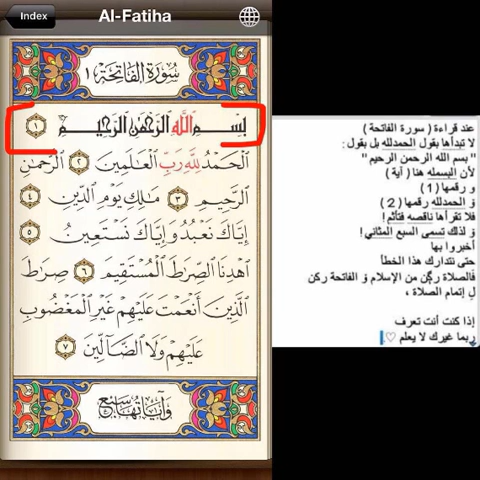 Index
Al-Fatiha
سُورَةُ الفَاتِحَةِ ١
بِسْمِ اللَّهِ الرَّحْمَٰنِ الرَّحِيمِ ١
الْحَمْدُ لِلَّهِ رَبِّ الْعَالَمِينَ ٢ الرَّحْمَٰنِ
الرَّحِيمِ ٣ مَالِكِ يَوْمِ الدِّينِ ٤
إِيَّاكَ نَعْبُدُ وَإِيَّاكَ نَسْتَعِينُ ٥
اهْدِنَا الصِّرَاطَ الْمُسْتَقِيمَ ٦ صِرَاطَ
الَّذِينَ أَنْعَمْتَ عَلَيْهِمْ غَيْرِ الْمَغْضُوبِ
عَلَيْهِمْ وَلَا الضَّالِّينَ ٧
وَآيَاتُهَا سَبْعٌ
عند قراءة ( سورة الفاتحة )
لا تبدأها بقول الحمدلله بل بقول :
" بسم الله الرحمن الرحيم "
لأن البسمله هنا ( آية )
و رقمها ( 1 )
و الحمدلله رقمها ( 2 )
فلا تقرأها ناقصه فتأثم !
وَ لذلك تسمى السبع المثاني !
أخبروا بها
حتى نتدارك هذا الخطأ
فالصلاة ركن من الإسلام وَ الفاتحة ركن
لِ إتمام الصلاة ،
إذا كنت أنت تعرف
ربما غيرك لا يعلم ♡.